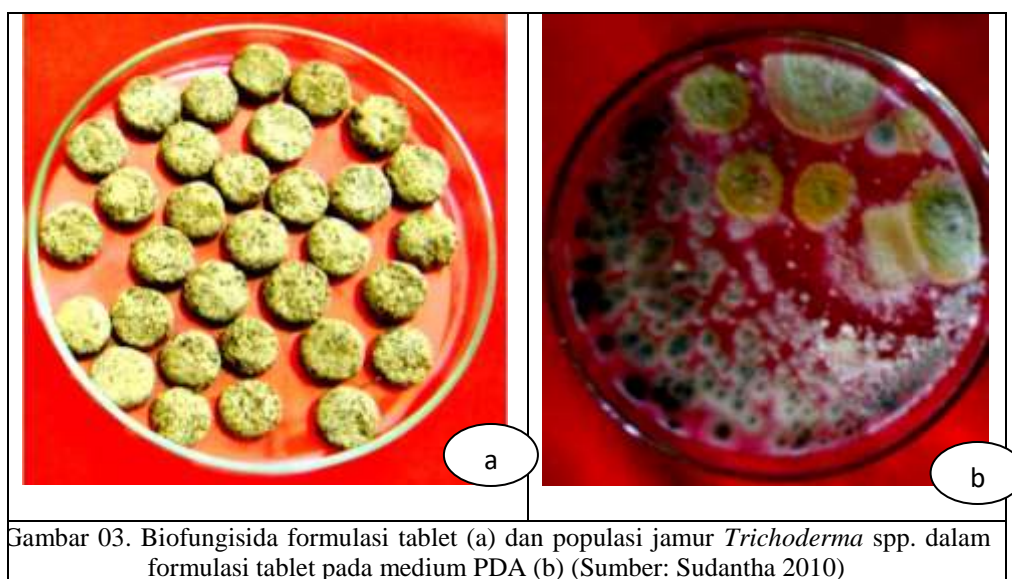 a
b
Gambar 03. Biofungisida formulasi tablet (a) dan populasi jamur Trichoderma spp. dalam
formulasi tablet pada medium PDA (b) (Sumber: Sudantha 2010)